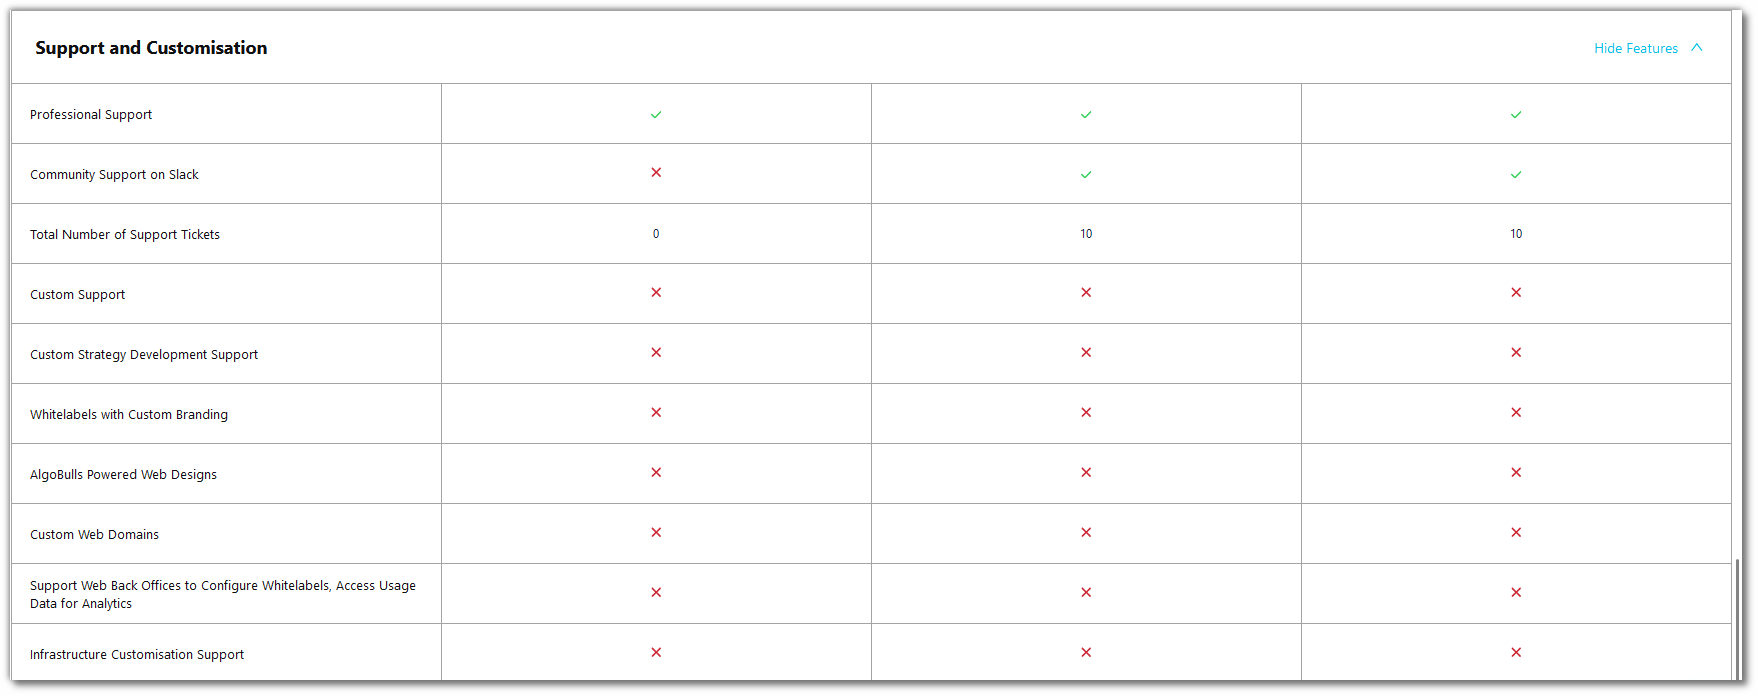 Support and Customisation
Hide Features
Professional Support
Community Support on Slack
Total Number of Support Tickets 0 10 10
Custom Support
Custom Strategy Development Support
Whitelabels with Custom Branding
AlgoBulls Powered Web Designs
Custom Web Domains
Support Web Back Offices to Configure Whitelabels, Access Usage
Data for Analytics
Infrastructure Customisation Support